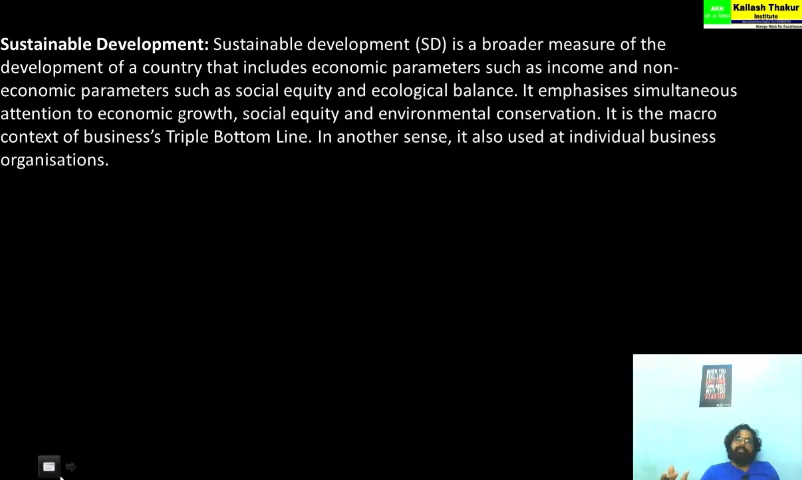 Kailash Thakur
Institute
Sustainable Development: Sustainable development (SD) is a broader measure of the
development of a country that includes economic parameters such as income and non-
economic parameters such as social equity and ecological balance. It emphasises simultaneous
attention to economic growth, social equity and environmental conservation. It is the macro
context of business's Triple Bottom Line. In another sense, it also used at individual business
organisations.